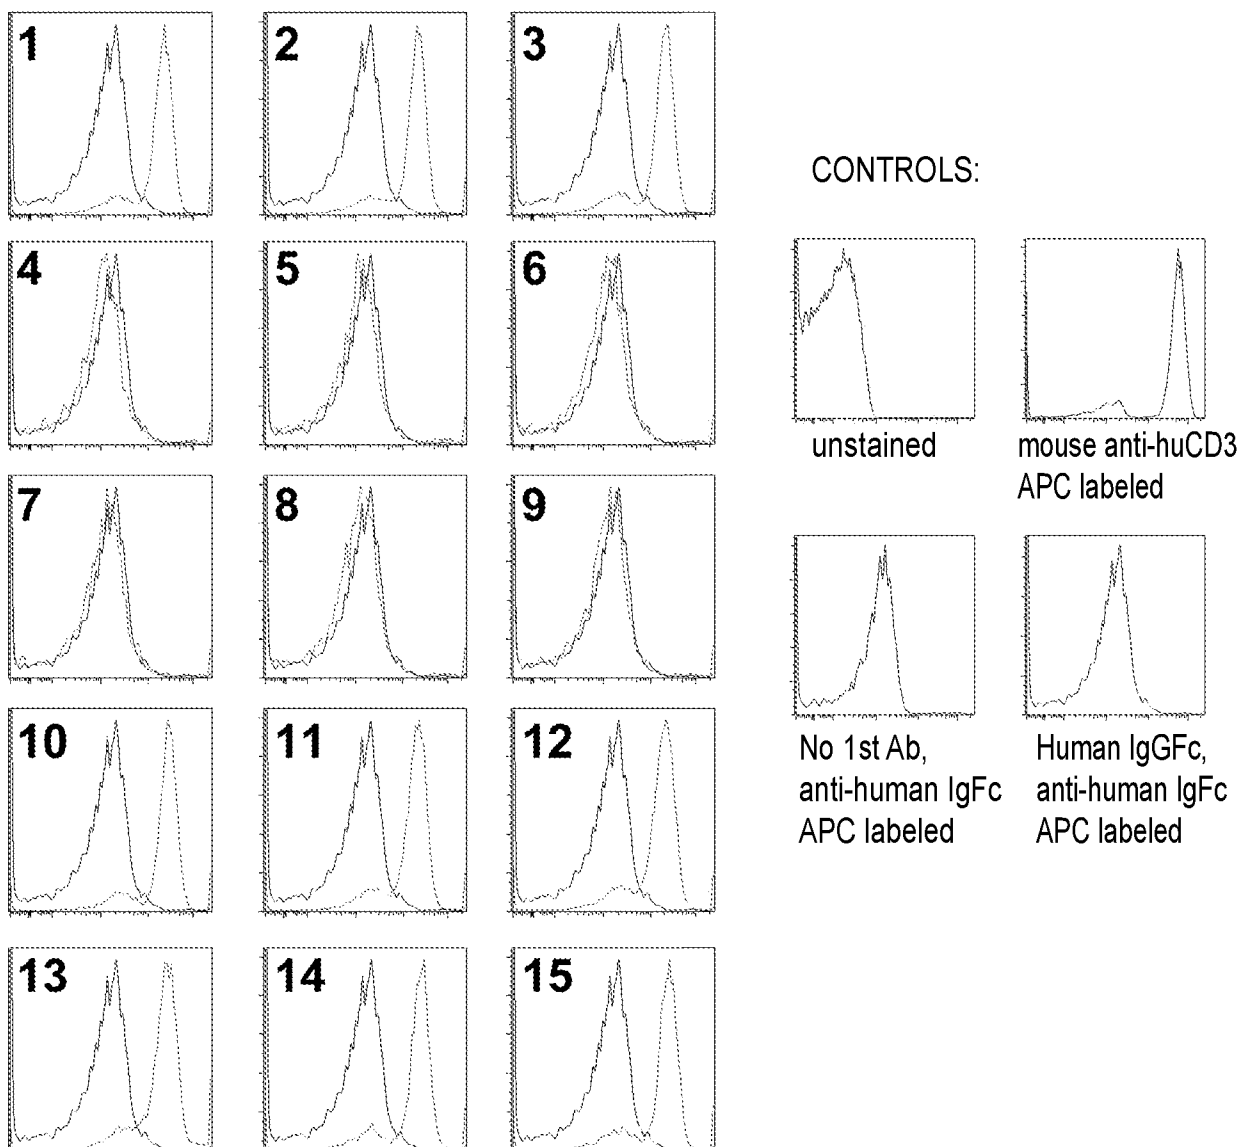 1
2
3
CONTROLS:
4
5
6
unstained
mouse anti-huCD3
APC labeled
7
8
9
No 1st Ab,
anti-human IgFc
APC labeled
Human IgGFc,
anti-human IgFc
APC labeled
10
11
12
13
14
15